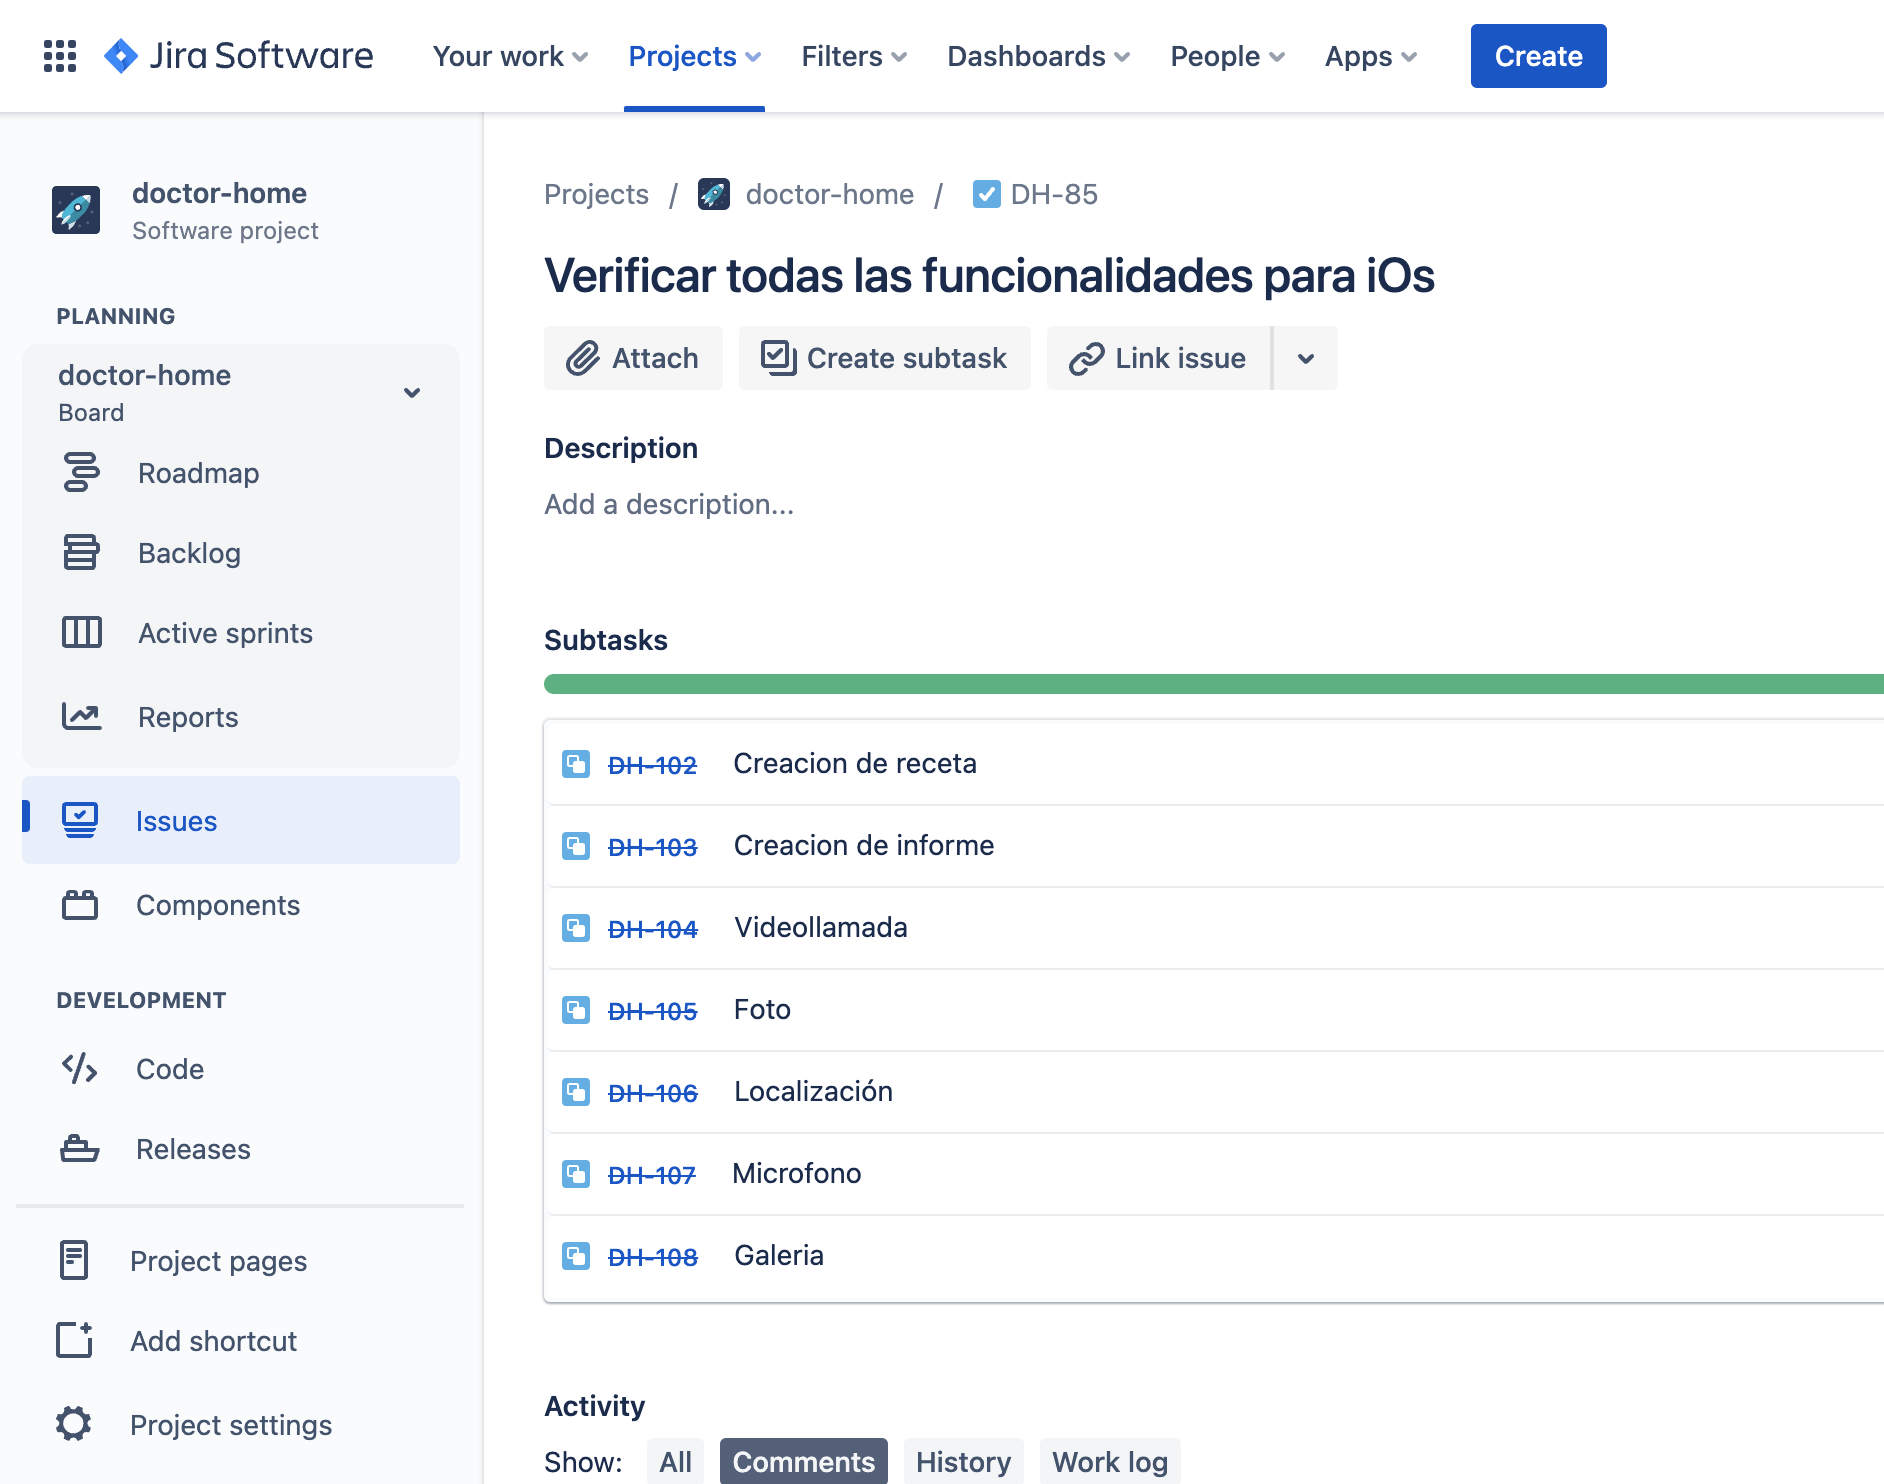 Jira Software Your work Projects Filters Dashboards People Apps Create
doctor-home
Software project
PLANNING
doctor-home
Board
Roadmap
Backlog
Active sprints
Reports
Issues
Components
DEVELOPMENT
Code
Releases
Project pages
Add shortcut
Project settings
Projects / doctor-home / DH-85
Verificar todas las funcionalidades para iOs
Attach Create subtask Link issue
Description
Add a description...
Subtasks
DH-102 Creacion de receta
DH-103 Creacion de informe
DH-104 Videollamada
DH-105 Foto
DH-106 Localización
DH-107 Microfono
DH-108 Galeria
Activity
Show: All Comments History Work log